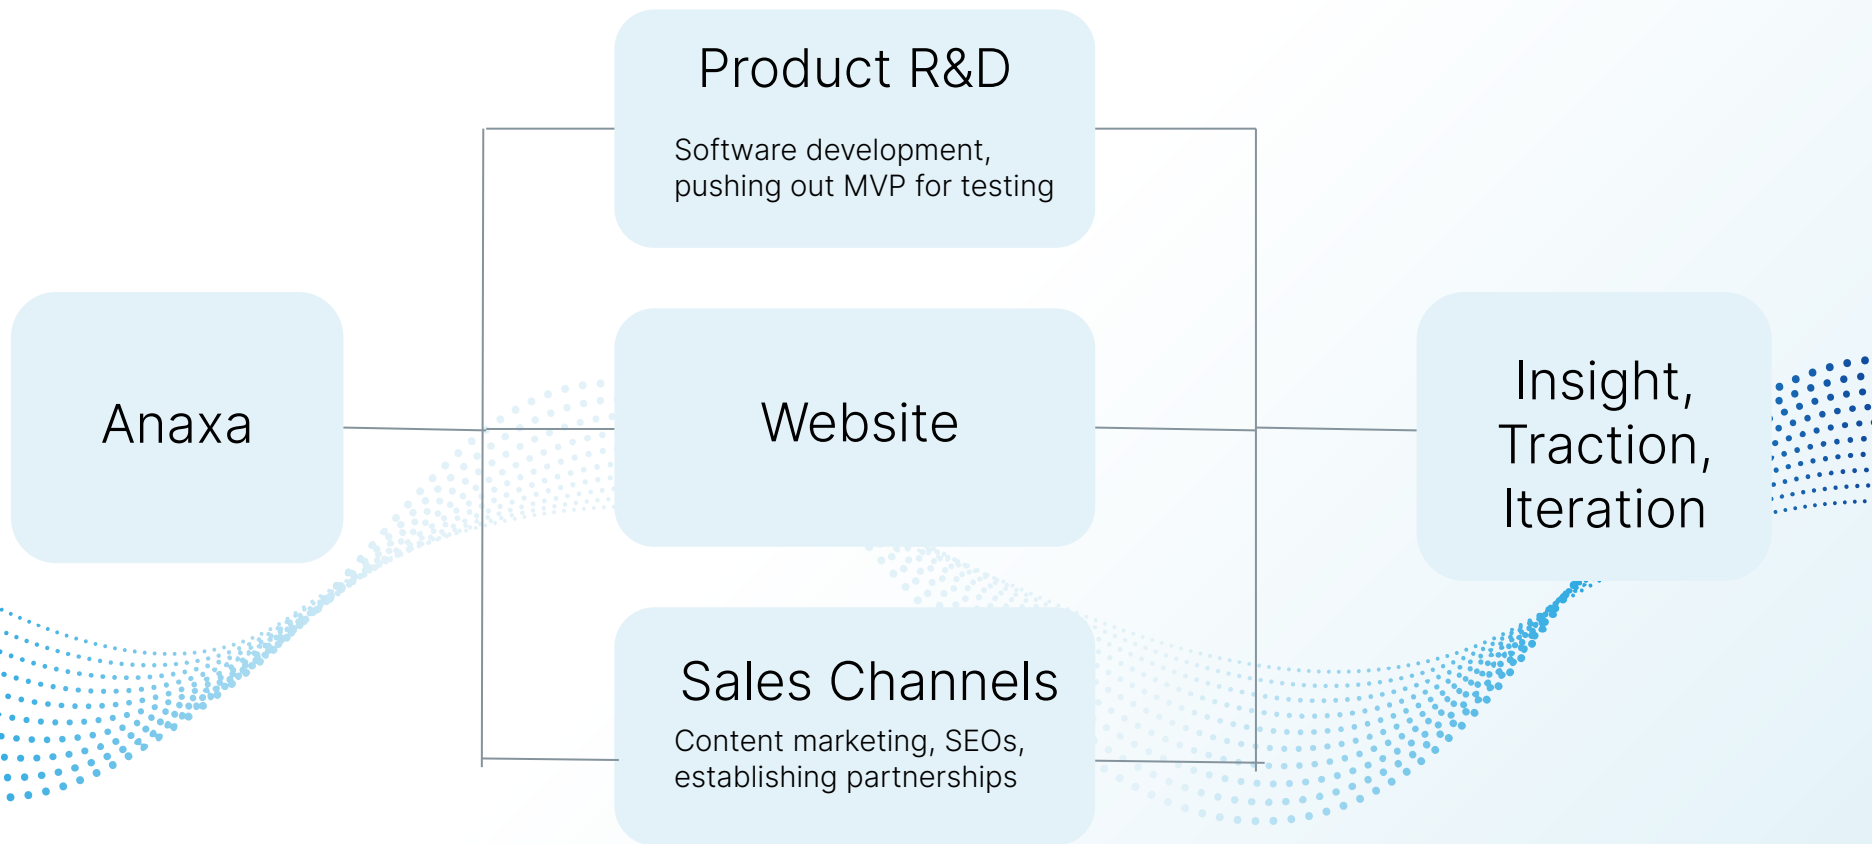 Product R&D
Software development,
pushing out MVP for testing
Anaxa
Website
Insight,
Traction,
Iteration
Sales Channels
Content marketing, SEOs,
establishing partnerships